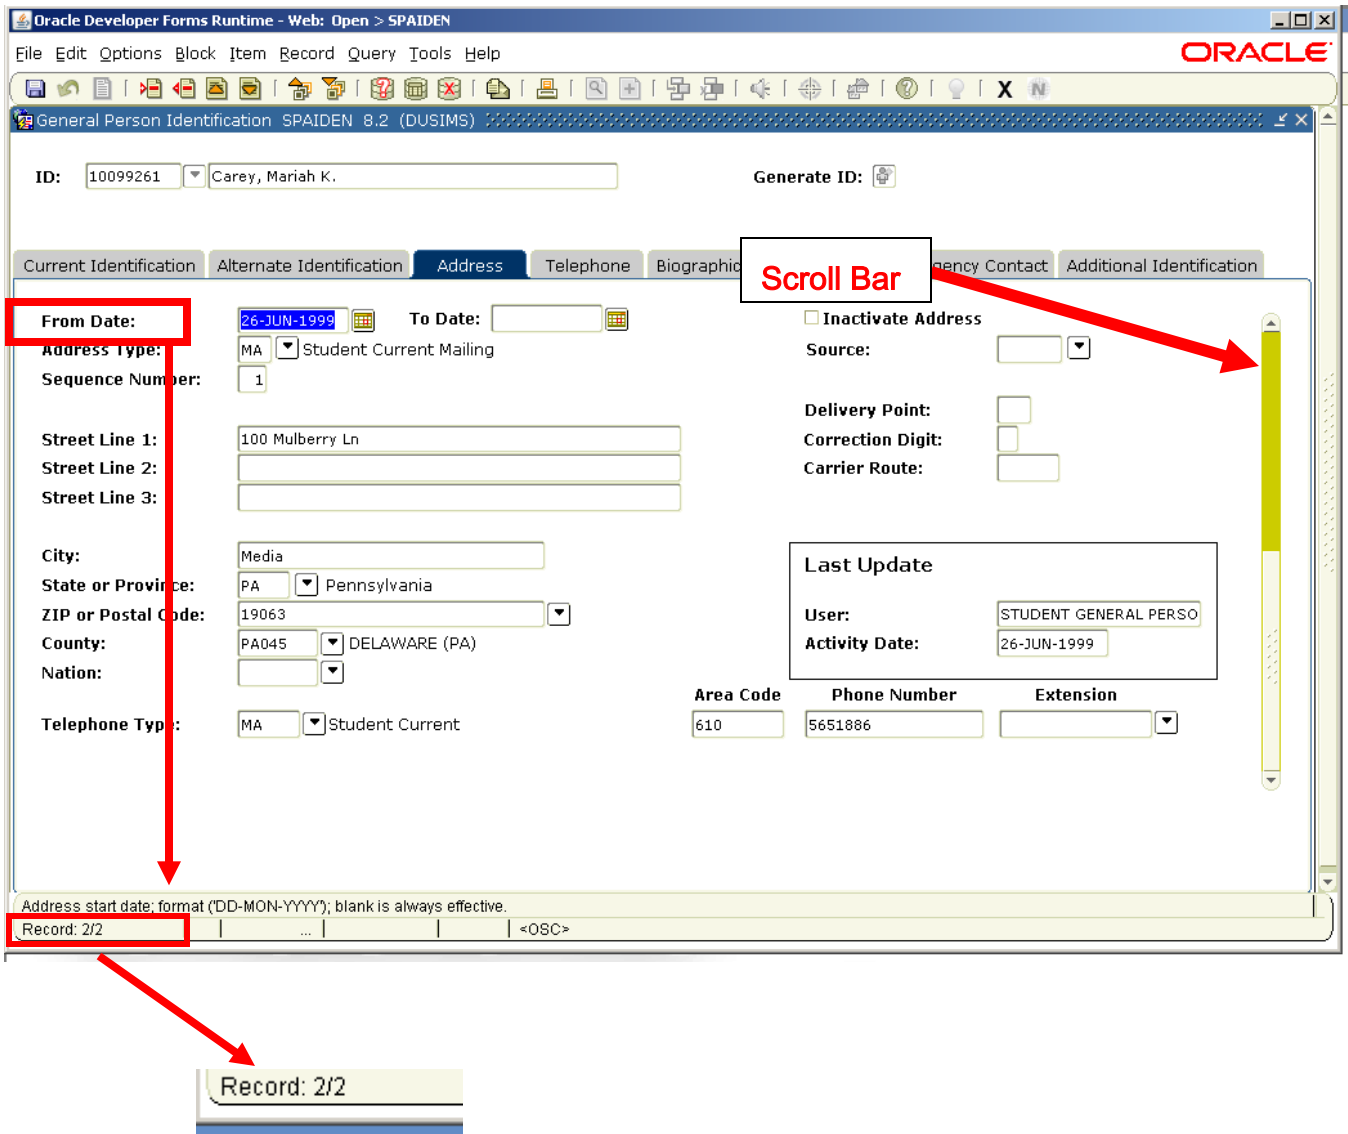 Oracle Developer Forms Runtime - Web: Open > SPAIDEN
File Edit Options Block Item Record Query Tools Help
ORACLE
X N
General Person Identification SPAIDEN 8.2 (DUSIMS)
ID: 10099261 Carey, Mariah K. Generate ID:
Current Identification Alternate Identification Address Telephone Biographic gency Contact Additional Identification
Scroll Bar
From Date: 26-JUN-1999 To Date: Inactivate Address
Address Type: MA Student Current Mailing Source:
Sequence Number: 1
Delivery Point:
Street Line 1: 100 Mulberry Ln Correction Digit:
Street Line 2: Carrier Route:
Street Line 3:
City: Media
Last Update
State or Province: PA Pennsylvania
ZIP or Postal Code: 19063 User: STUDENT GENERAL PERSO
County: PA045 DELAWARE (PA) Activity Date: 26-JUN-1999
Nation:
Area Code Phone Number Extension
Telephone Type: MA Student Current 610 5651886
Address start date; format ('DD-MON-YYYY'); blank is always effective.
Record: 2/2 ... <OSC>
Record: 2/2